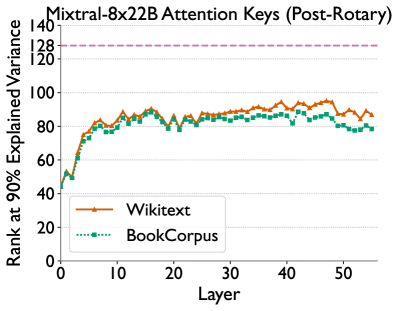 Mixtral-8x22B Attention Keys (Post-Rotary)
Rank at 90% Explained Variance
140
128
120
100
80
60
40
20
0
Wikitext
BookCorpus
0 10 20 30 40 50
Layer